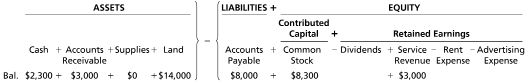 ASSETS LIABILITIES + EQUITY
Contributed
Capital + Retained Earnings
Cash + Accounts + Supplies + Land = Accounts + Common - Dividends + Service - Rent - Advertising
Receivable Payable Stock Revenue Expense Expense
Bal. $2,300 + $3,000 + $0 + $14,000 $8,000 + $8,300 + $3,000